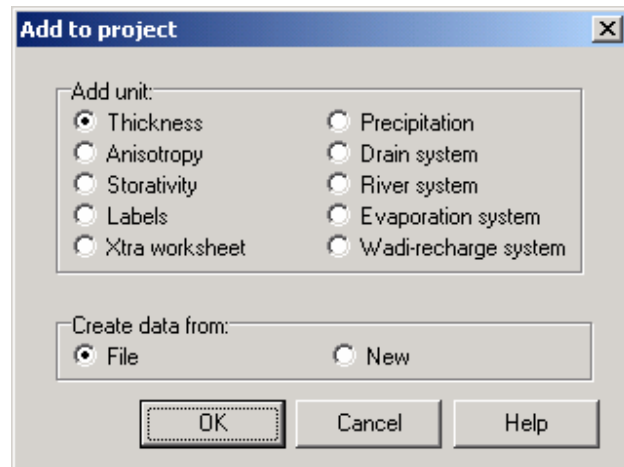 Add to project
Add unit:
Thickness
Anisotropy
Storativity
Labels
Xtra worksheet
Precipitation
Drain system
River system
Evaporation system
Wadi-recharge system
Create data from:
File
New
OK
Cancel
Help